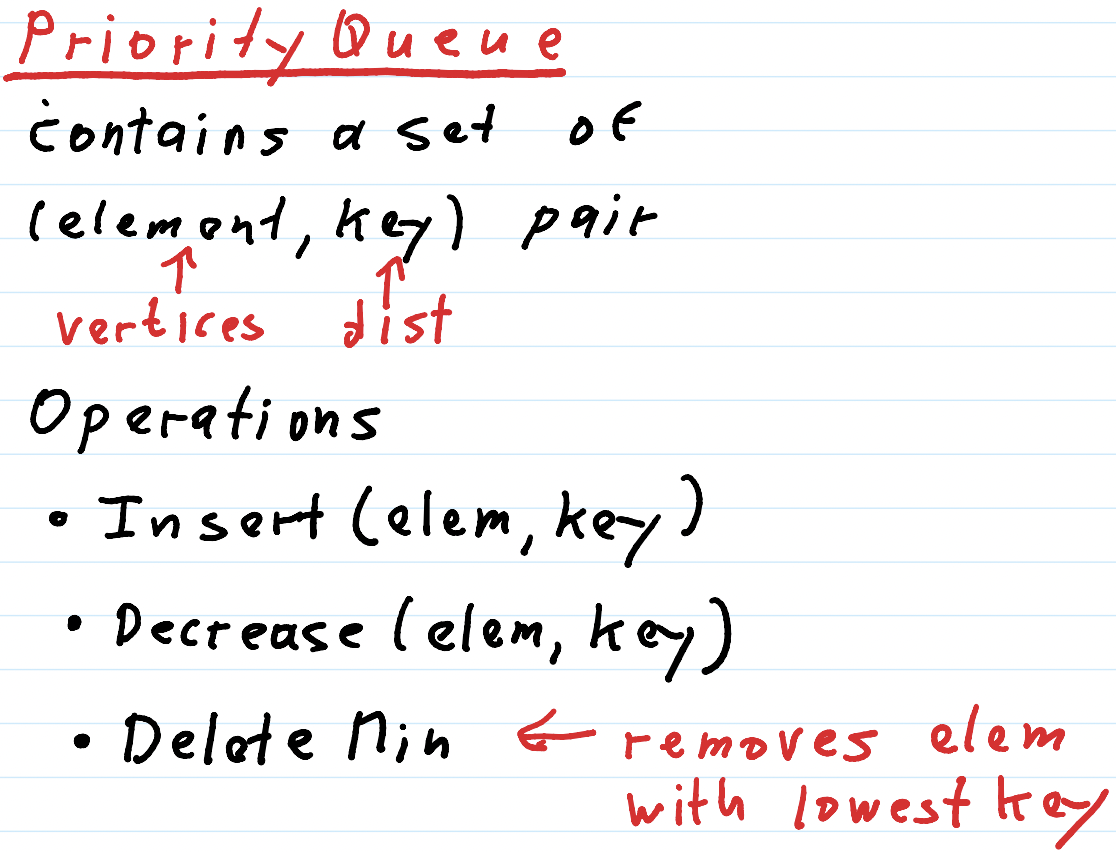 Priority Queue
contains a set of
(element, key) pair
vertices dist
Operations
• Insert (elem, key)
• Decrease (elem, key)
• Delete Min ← removes elem
with lowest key